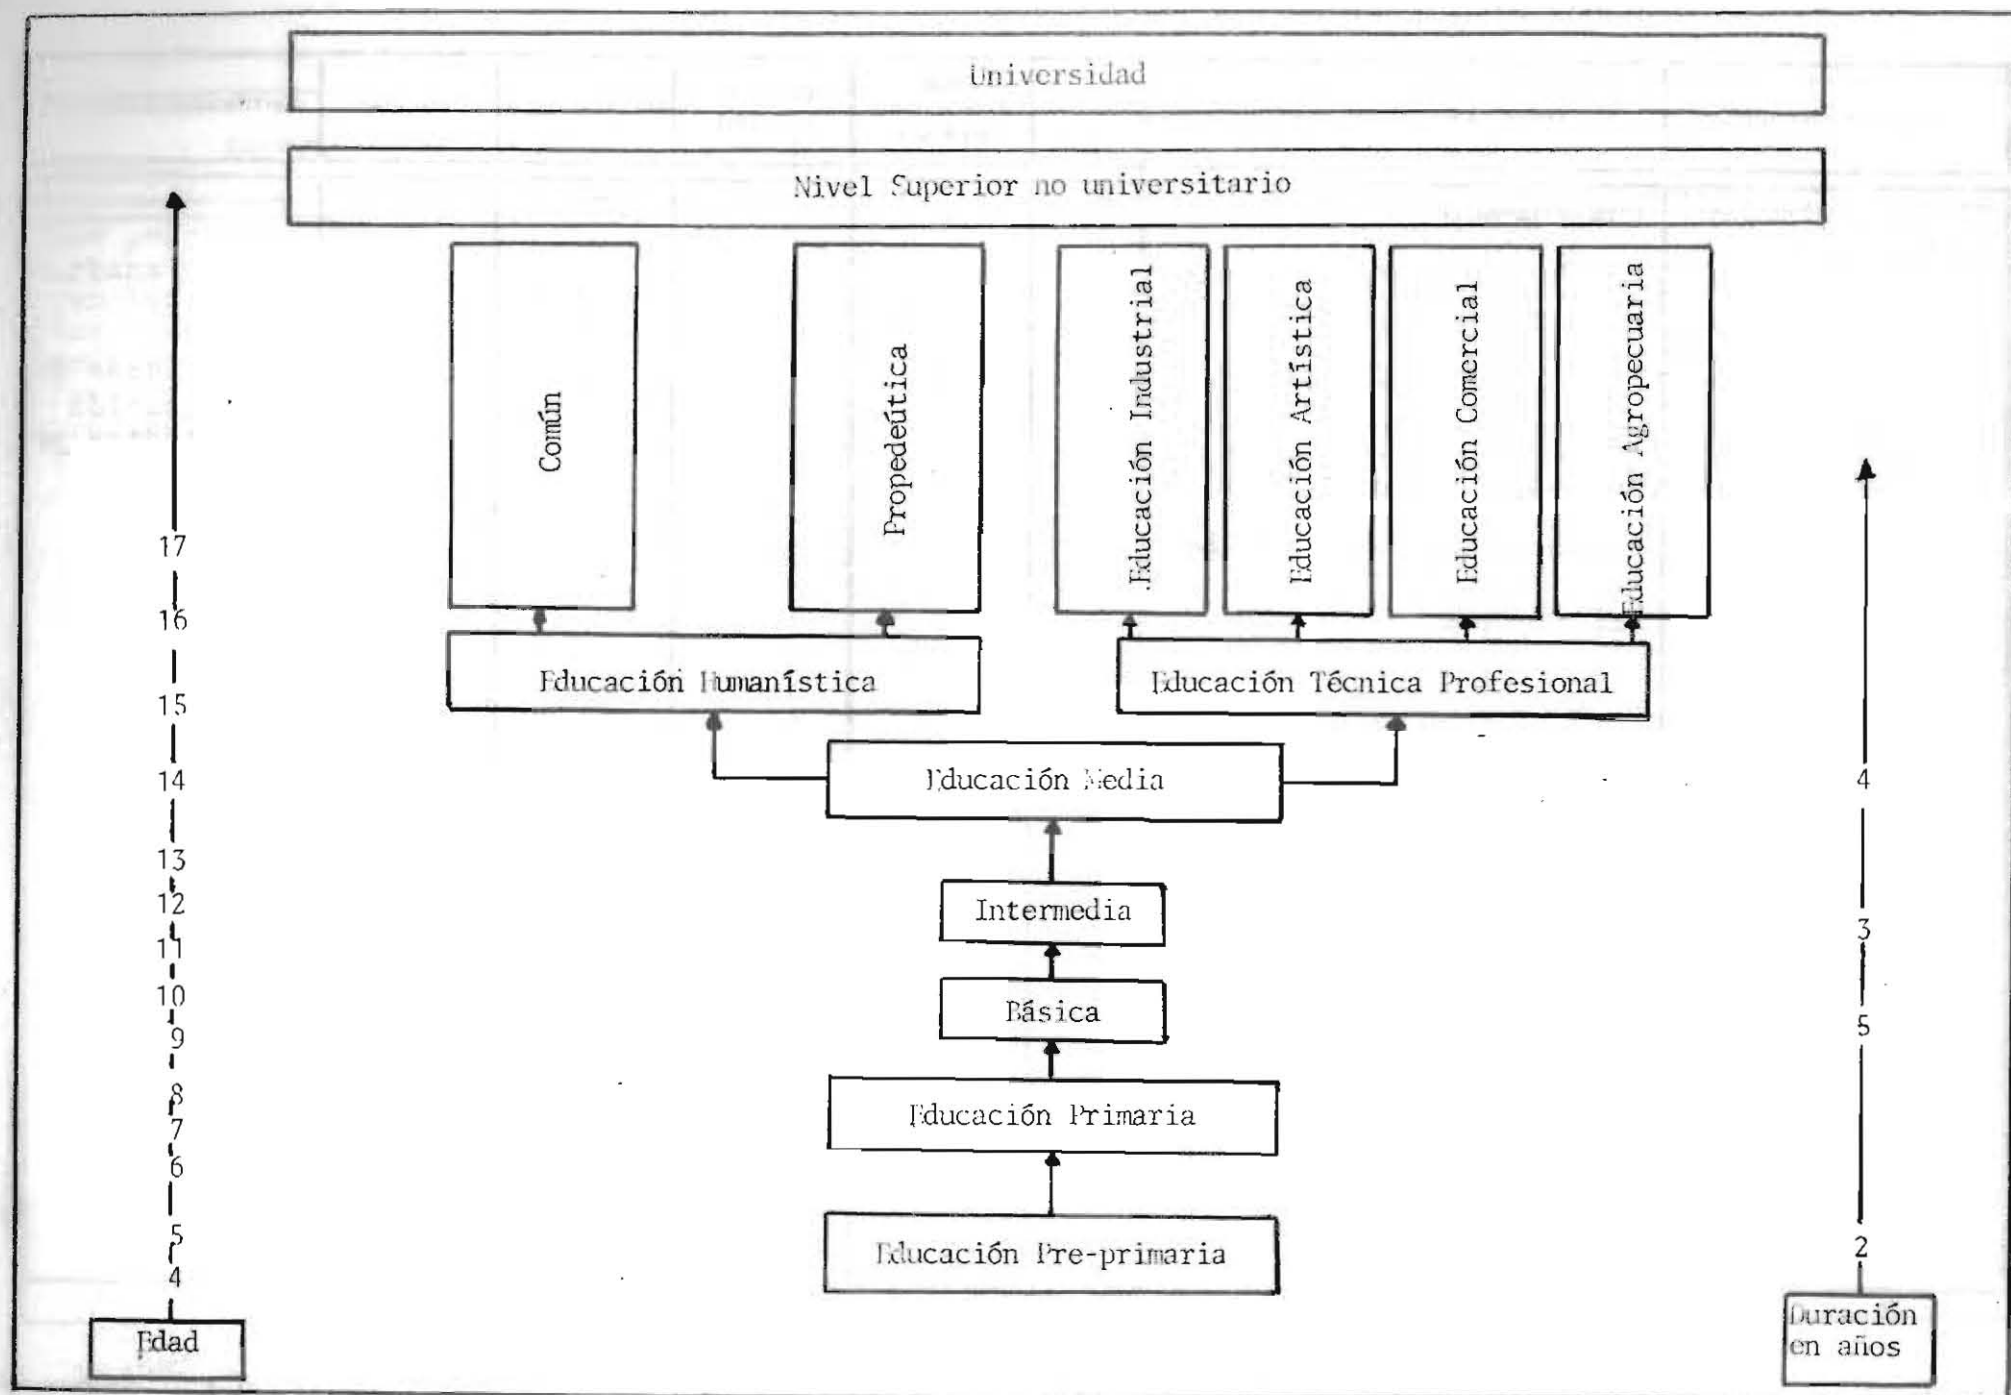 Universidad
Nivel Superior no universitario
Común
Propedeútica
Educación Industrial
Educación Artística
Educación Comercial
Educación Agropecuaria
Educación Humanística
Educación Técnica Profesional
Educación Media
Intermedia
Básica
Educación Primaria
Educación Pre-primaria
17
16
15
14
13
12
11
10
9
8
7
6
5
4
Edad
4
3
5
2
Duración
en años